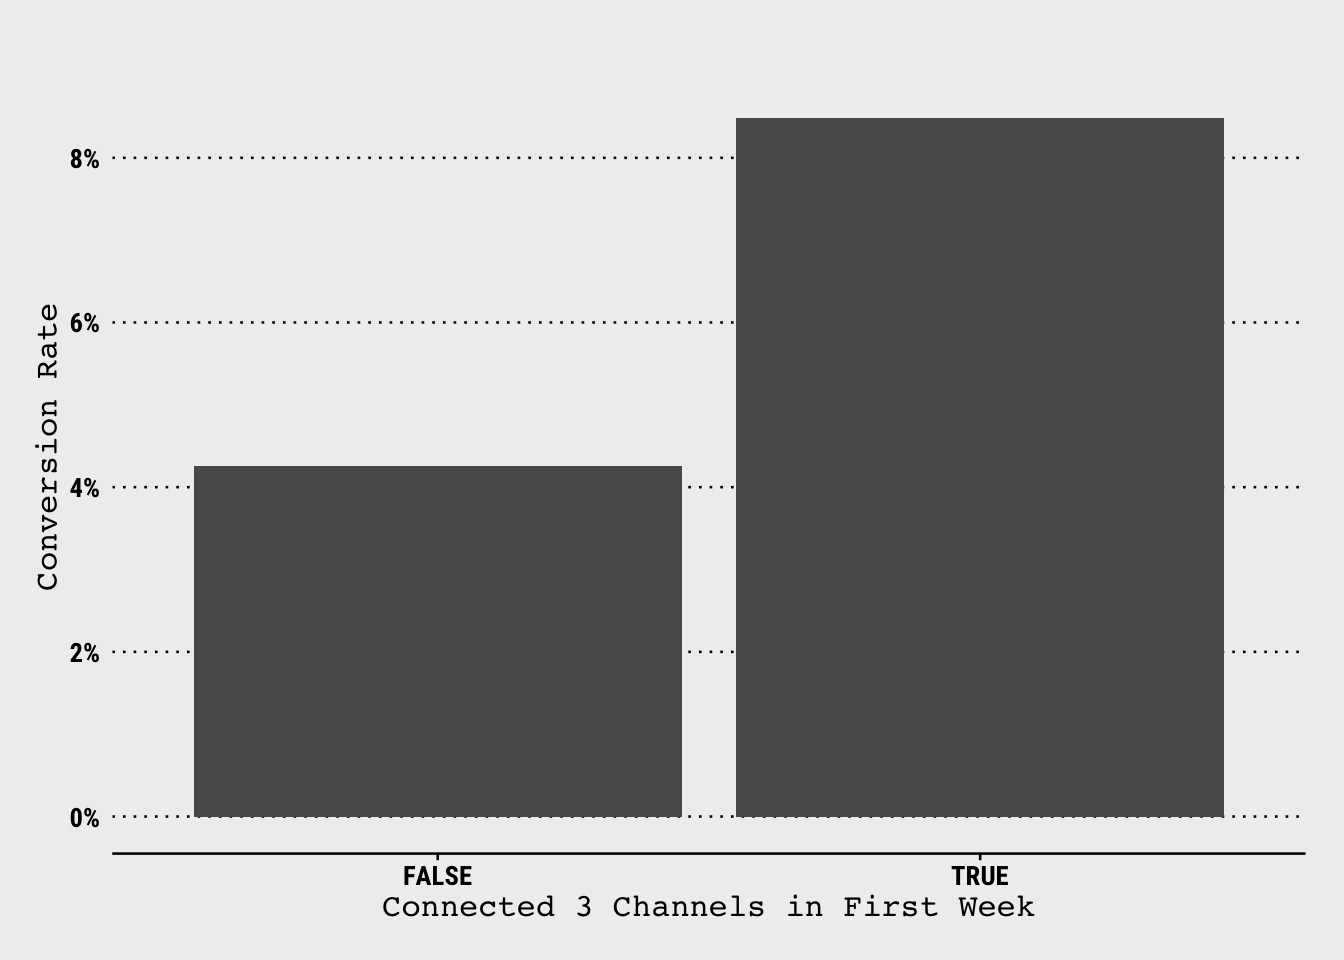 8%
6%
4%
2%
0%
Conversion Rate
FALSE
TRUE
Connected 3 Channels in First Week